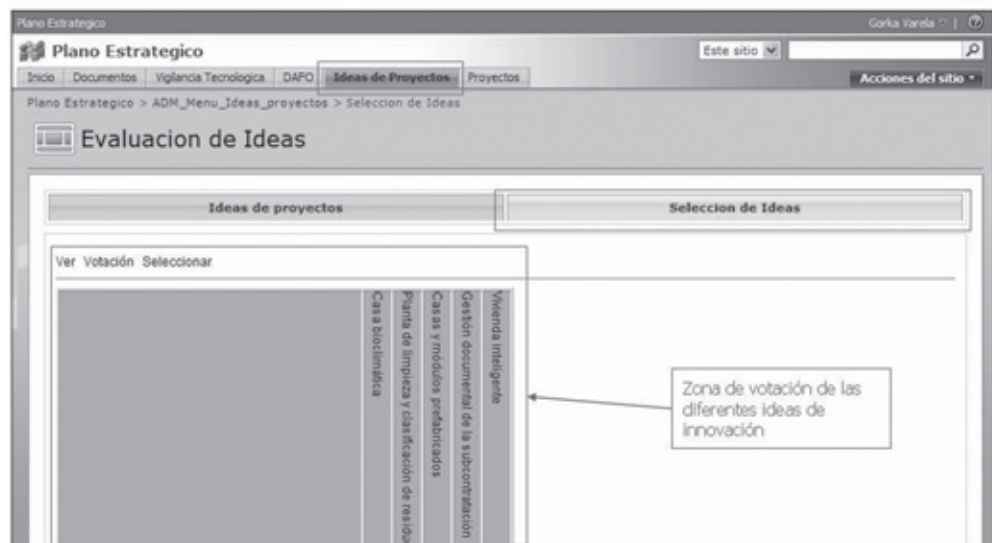 Plano Estrategico
Gorka Varela
Plano Estrategico
Este sitio
Inicio Documentos Vigilancia Tecnologica DAFO Ideas de Proyectos Proyectos
Acciones del sitio
Plano Estrategico > ADM_Menu_Ideas_proyectos > Seleccion de Ideas
Evaluacion de Ideas
Ideas de proyectos
Seleccion de Ideas
Ver Votación Seleccionar
Casa bioclimática
Planta de limpieza y clasificación de residu
Casas y módulos prefabricados
Gestión documental de la subcontratación
Vivienda inteligente
Zona de votación de las
diferentes ideas de
innovación